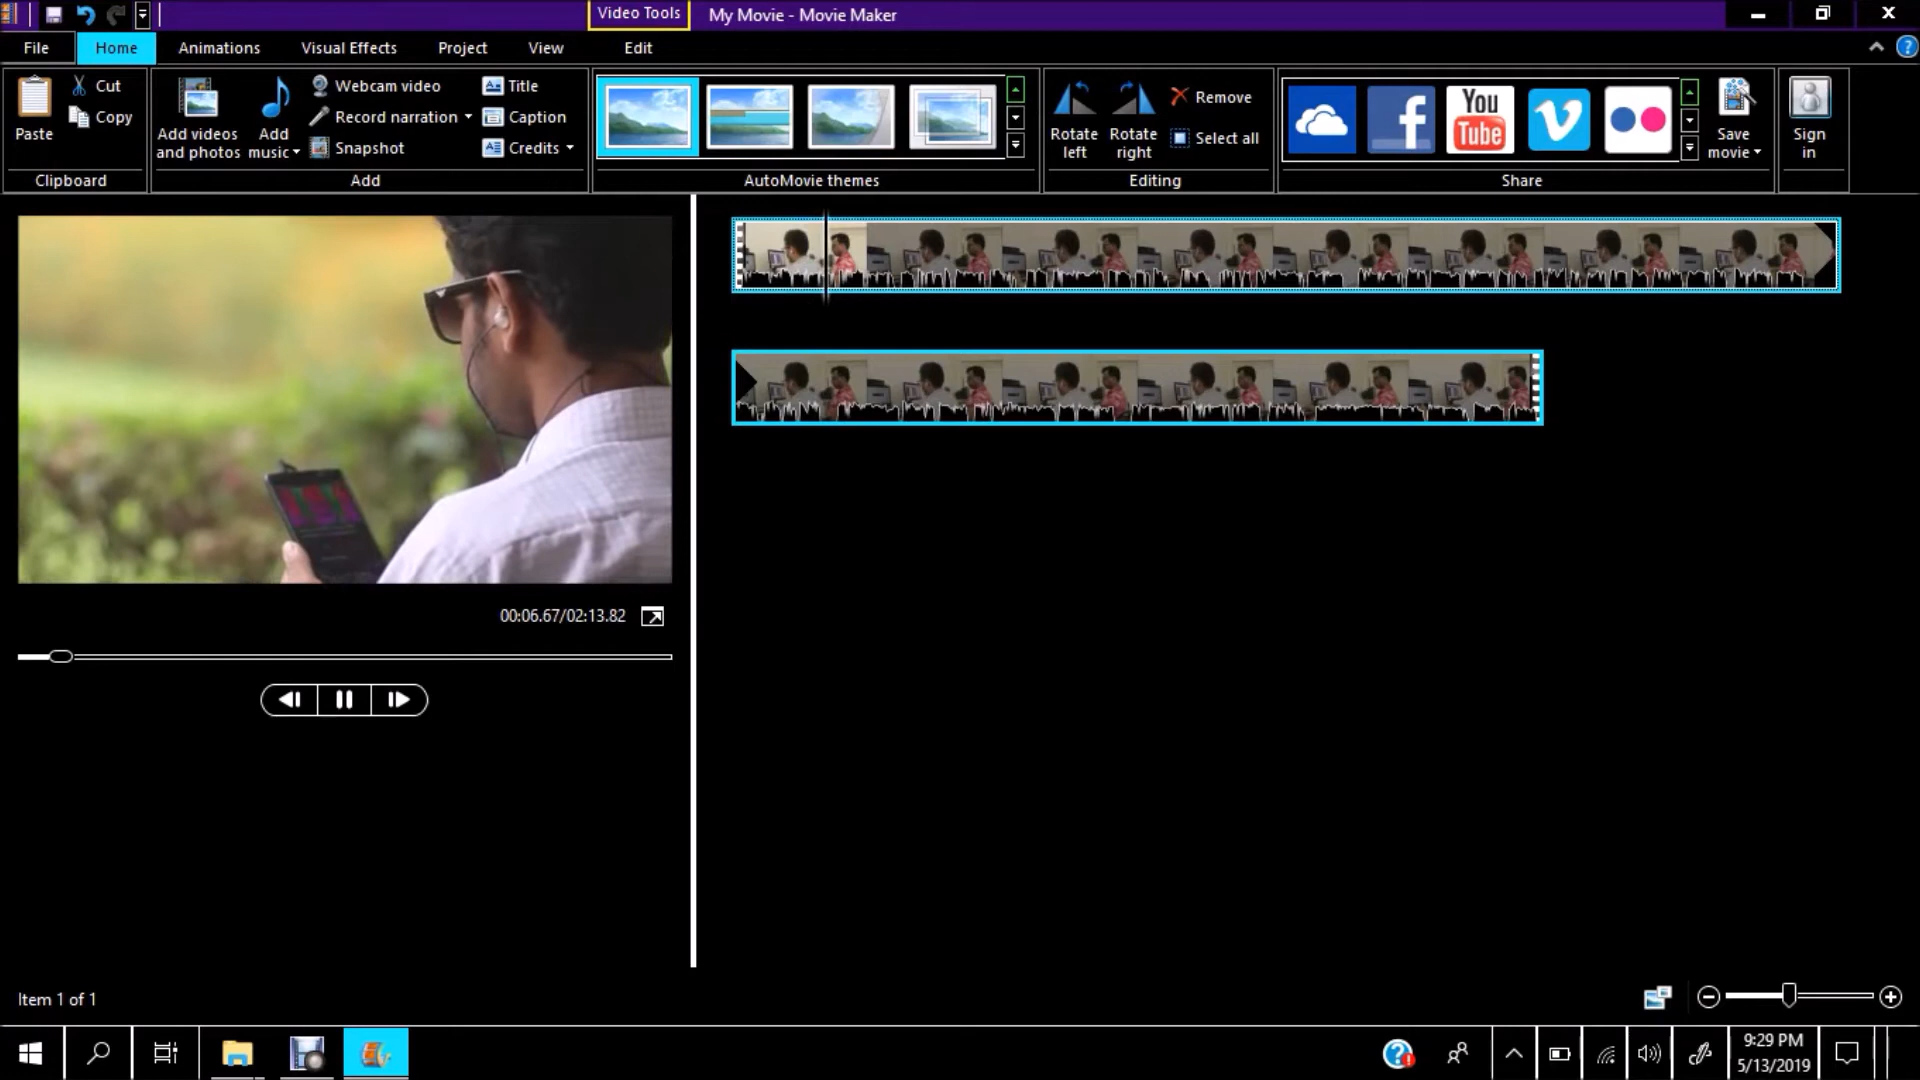 Video Tools
My Movie - Movie Maker
File
Home
Animations
Visual Effects
Project
View
Edit
Paste
Cut
Copy
Clipboard
Add videos
and photos
Add
music
Webcam video
Record narration
Snapshot
Title
Caption
Credits
Add
AutoMovie themes
Rotate
left
Rotate
right
Remove
Select all
Editing
You
Tube
Share
Save
movie
Sign
in
00:06.67/02:13.82
Item 1 of 1
9:29 PM
5/13/2019